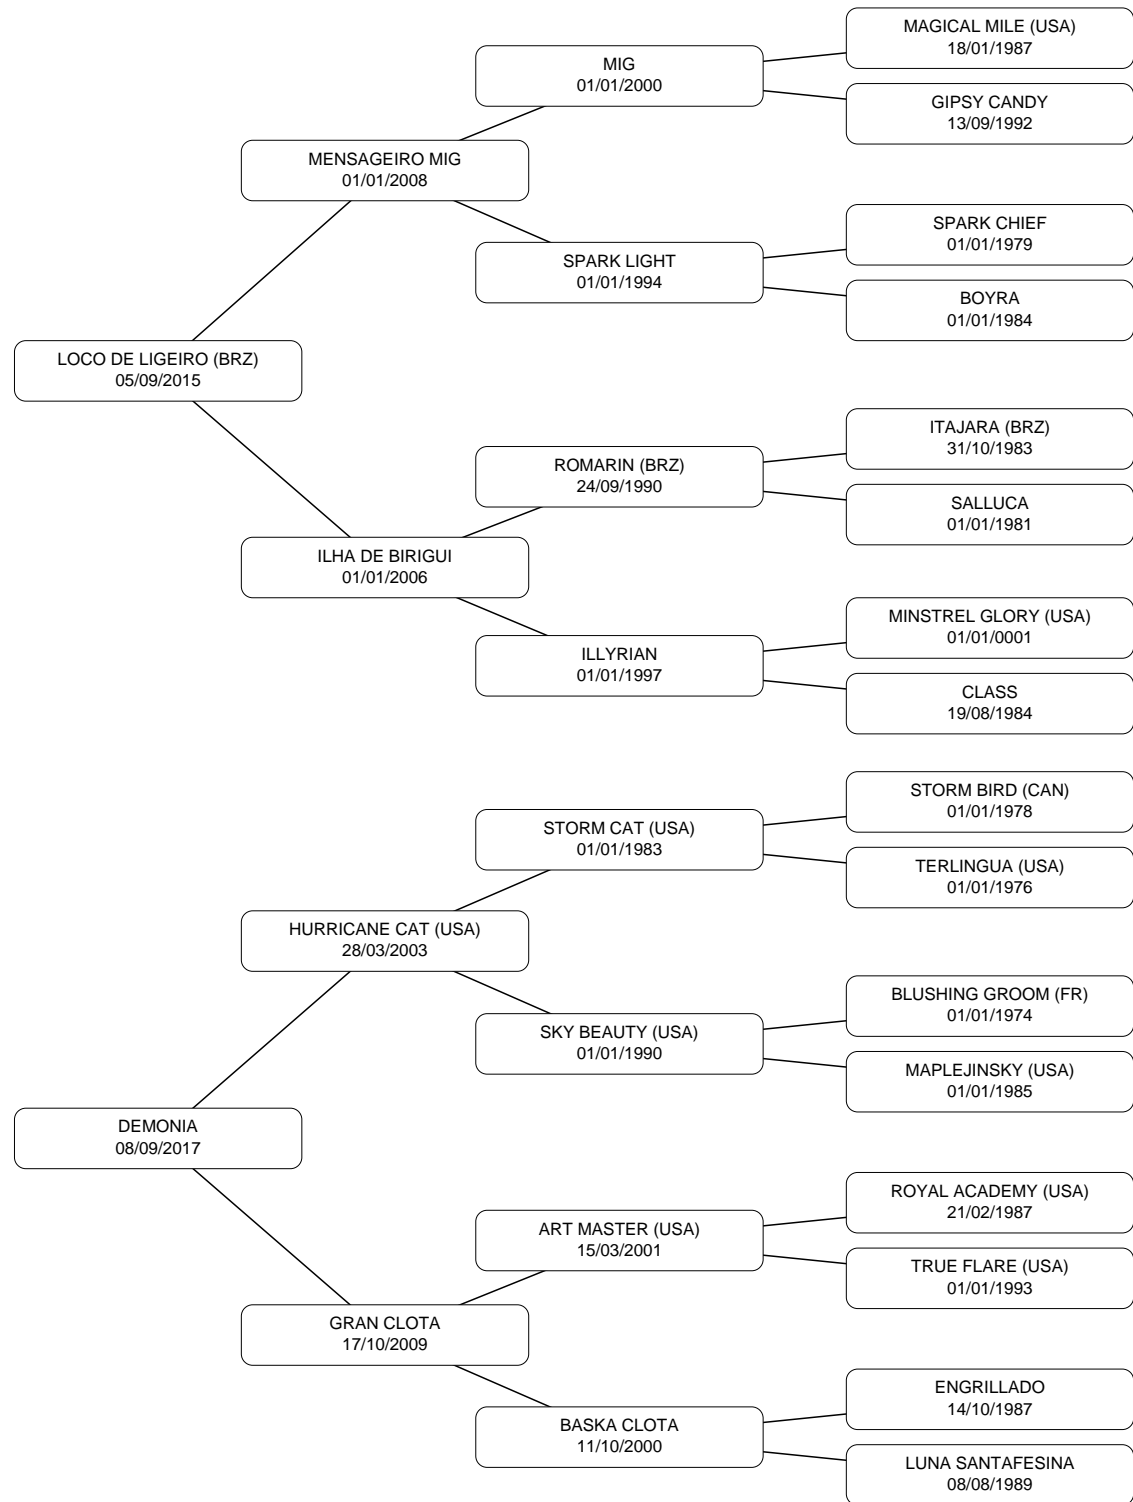 MAGICAL MILE (USA)
18/01/1987
MIG
01/01/2000
GIPSY CANDY
13/09/1992
MENSAGEIRO MIG
01/01/2008
SPARK CHIEF
01/01/1979
SPARK LIGHT
01/01/1994
BOYRA
01/01/1984
LOCO DE LIGEIRO (BRZ)
05/09/2015
ITAJARA (BRZ)
31/10/1983
ROMARIN (BRZ)
24/09/1990
SALLUCA
01/01/1981
ILHA DE BIRIGUI
01/01/2006
MINSTREL GLORY (USA)
01/01/0001
ILLYRIAN
01/01/1997
CLASS
19/08/1984
STORM BIRD (CAN)
01/01/1978
STORM CAT (USA)
01/01/1983
TERLINGUA (USA)
01/01/1976
HURRICANE CAT (USA)
28/03/2003
BLUSHING GROOM (FR)
01/01/1974
SKY BEAUTY (USA)
01/01/1990
MAPLEJINSKY (USA)
01/01/1985
DEMONIA
08/09/2017
ROYAL ACADEMY (USA)
21/02/1987
ART MASTER (USA)
15/03/2001
TRUE FLARE (USA)
01/01/1993
GRAN CLOTA
17/10/2009
ENGRILLADO
14/10/1987
BASKA CLOTA
11/10/2000
LUNA SANTAFESINA
08/08/1989